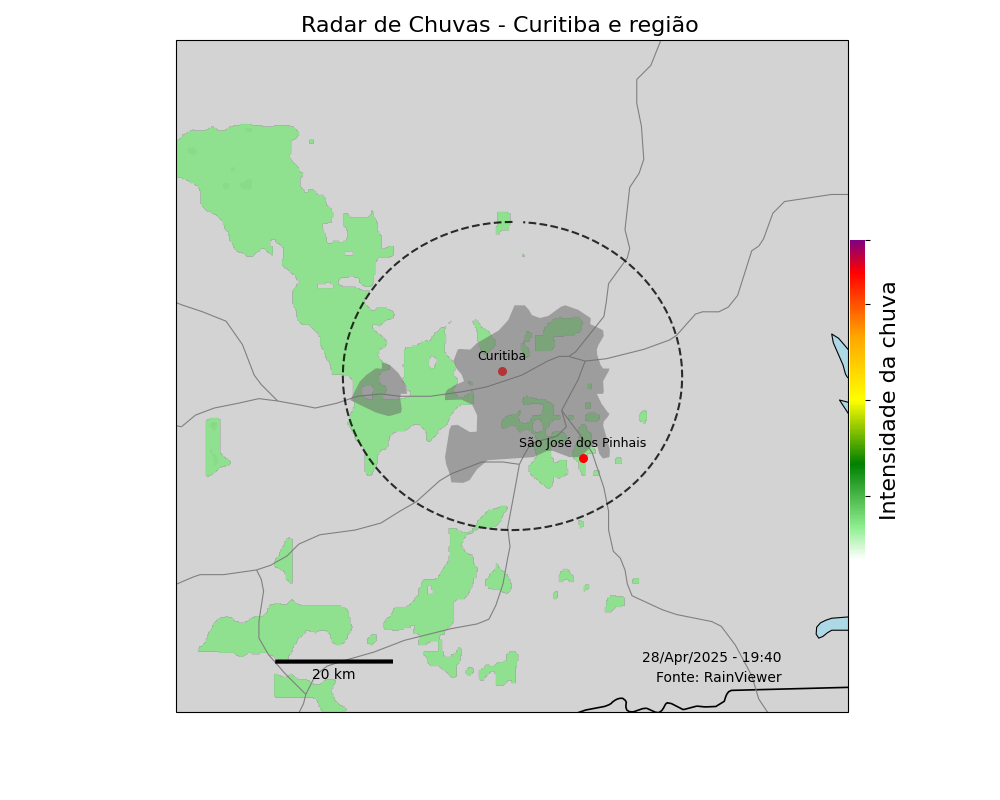 Radar de Chuvas - Curitiba e região
Curitiba
São José dos Pinhais
Intensidade da chuva
20 km
28/Apr/2025 - 19:40
Fonte: RainViewer